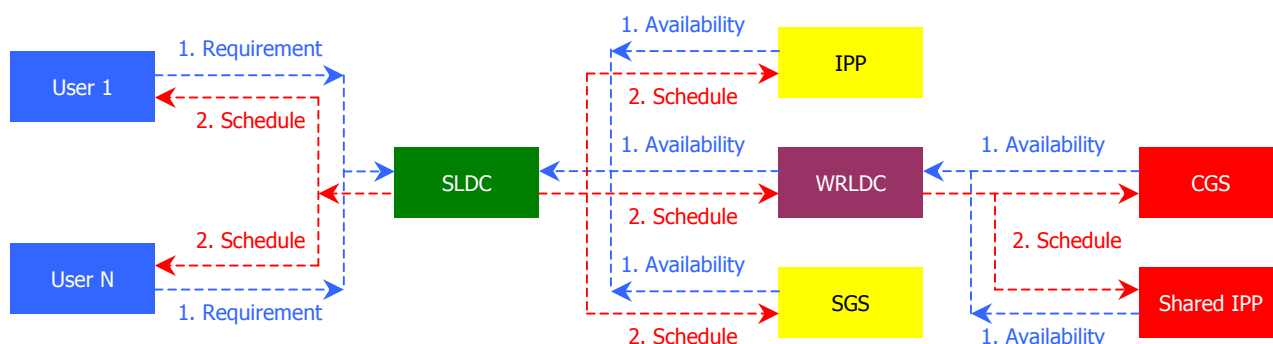 1. Availability
1. Requirement
User 1
IPP
2. Schedule
2. Schedule
1. Availability
1. Availability
SLDC
WRLDC
CGS
2. Schedule
2. Schedule
2. Schedule
1. Availability
User N
SGS
Shared IPP
1. Requirement
2. Schedule
1. Availability